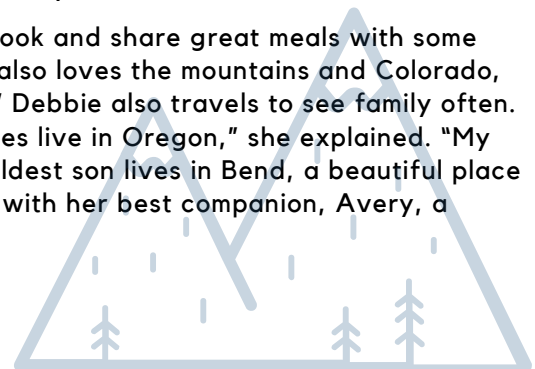 ook and share great meals with some
also loves the mountains and Colorado,
Debbie also travels to see family often.
es live in Oregon,” she explained. “My
ldest son lives in Bend, a beautiful place
with her best companion, Avery, a